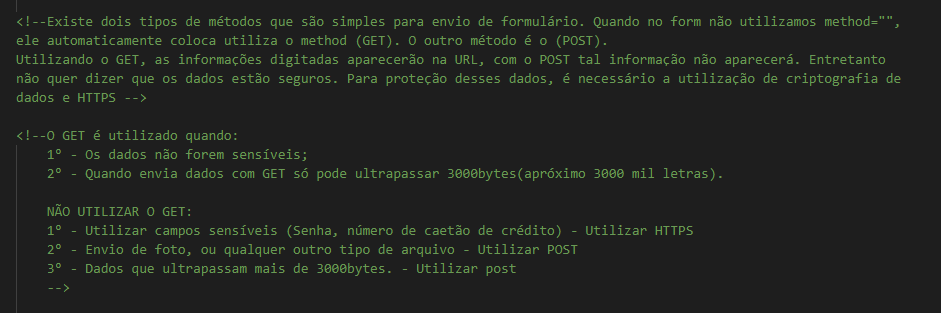 <!--Existe dois tipos de métodos que são simples para envio de formulário. Quando no form não utilizamos method="",
ele automaticamente coloca utiliza o method (GET). O outro método é o (POST).
Utilizando o GET, as informações digitadas aparecerão na URL, com o POST tal informação não aparecerá. Entretanto
não quer dizer que os dados estão seguros. Para proteção desses dados, é necessário a utilização de criptografia de
dados e HTTPS -->
<!--O GET é utilizado quando:
1º - Os dados não forem sensíveis;
2º - Quando envia dados com GET só pode ultrapassar 3000bytes(apróximo 3000 mil letras).
NÃO UTILIZAR O GET:
1º - Utilizar campos sensíveis (Senha, número de caetão de crédito) - Utilizar HTTPS
2º - Envio de foto, ou qualquer outro tipo de arquivo - Utilizar POST
3º - Dados que ultrapassam mais de 3000bytes. - Utilizar post
-->